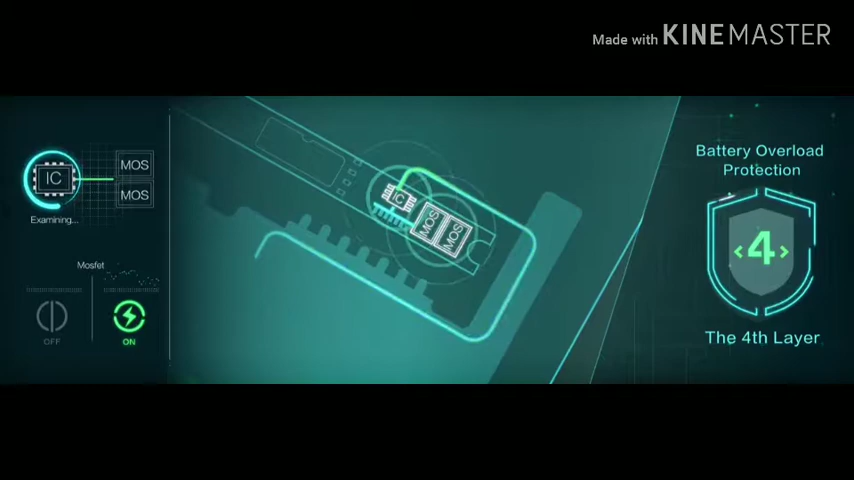 Made with KINEMASTER
Battery Overload
Protection
IC
MOS
MOS
Examining...
IC
MOS
MOS
4
Mosfet
OFF
ON
The 4th Layer